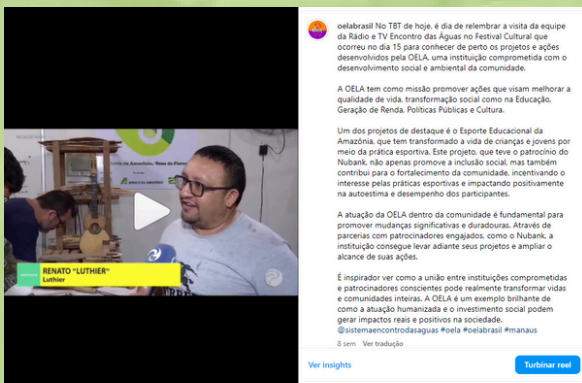 oelabrasil No TBT de hoje, é dia de relembrar a visita da equipe
da Rádio e TV Encontro das Águas no Festival Cultural que
ocorreu no dia 15 para conhecer de perto os projetos e ações
desenvolvidos pela OELA, uma instituição comprometida com o
desenvolvimento social e ambiental da comunidade.
A OELA tem como missão promover ações que visam melhorar a
qualidade de vida, transformação social como na Educação,
Geração de Renda, Políticas Públicas e Cultura.
Um dos projetos de destaque é o Esporte Educacional da
Amazônia, que tem transformado a vida de crianças e jovens por
meio da prática esportiva. Este projeto, que teve o patrocínio do
Nubank, não apenas promove a inclusão social, mas também
contribui para o fortalecimento da comunidade, incentivando o
interesse pelas práticas esportivas e impactando positivamente
na autoestima e desempenho dos participantes.
A atuação da OELA dentro da comunidade é fundamental para
promover mudanças significativas e duradouras. Através de
parcerias com patrocinadores engajados, como o Nubank, a
instituição consegue levar adiante seus projetos e ampliar o
alcance de suas ações.
É inspirador ver como a união entre instituições comprometidas
e patrocinadores conscientes pode realmente transformar vidas
e comunidades inteiras. A OELA é um exemplo brilhante de
como a atuação humanizada e o investimento social podem
gerar impactos reais e positivos na sociedade.
@sistemaencontrodasaguas #oela #oelabrasil #manaus
8 sem Ver tradução
Ver insights
Turbinar reel
RENATO "LUTHIER"
Luthier